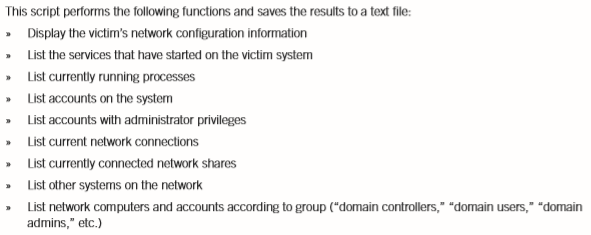 This script performs the following functions and saves the results to a text file:
» Display the victim's network configuration information
» List the services that have started on the victim system
» List currently running processes
» List accounts on the system
» List accounts with administrator privileges
» List current network connections
» List currently connected network shares
» List other systems on the network
» List network computers and accounts according to group (“domain controllers,” “domain users,” “domain
admins,” etc.)